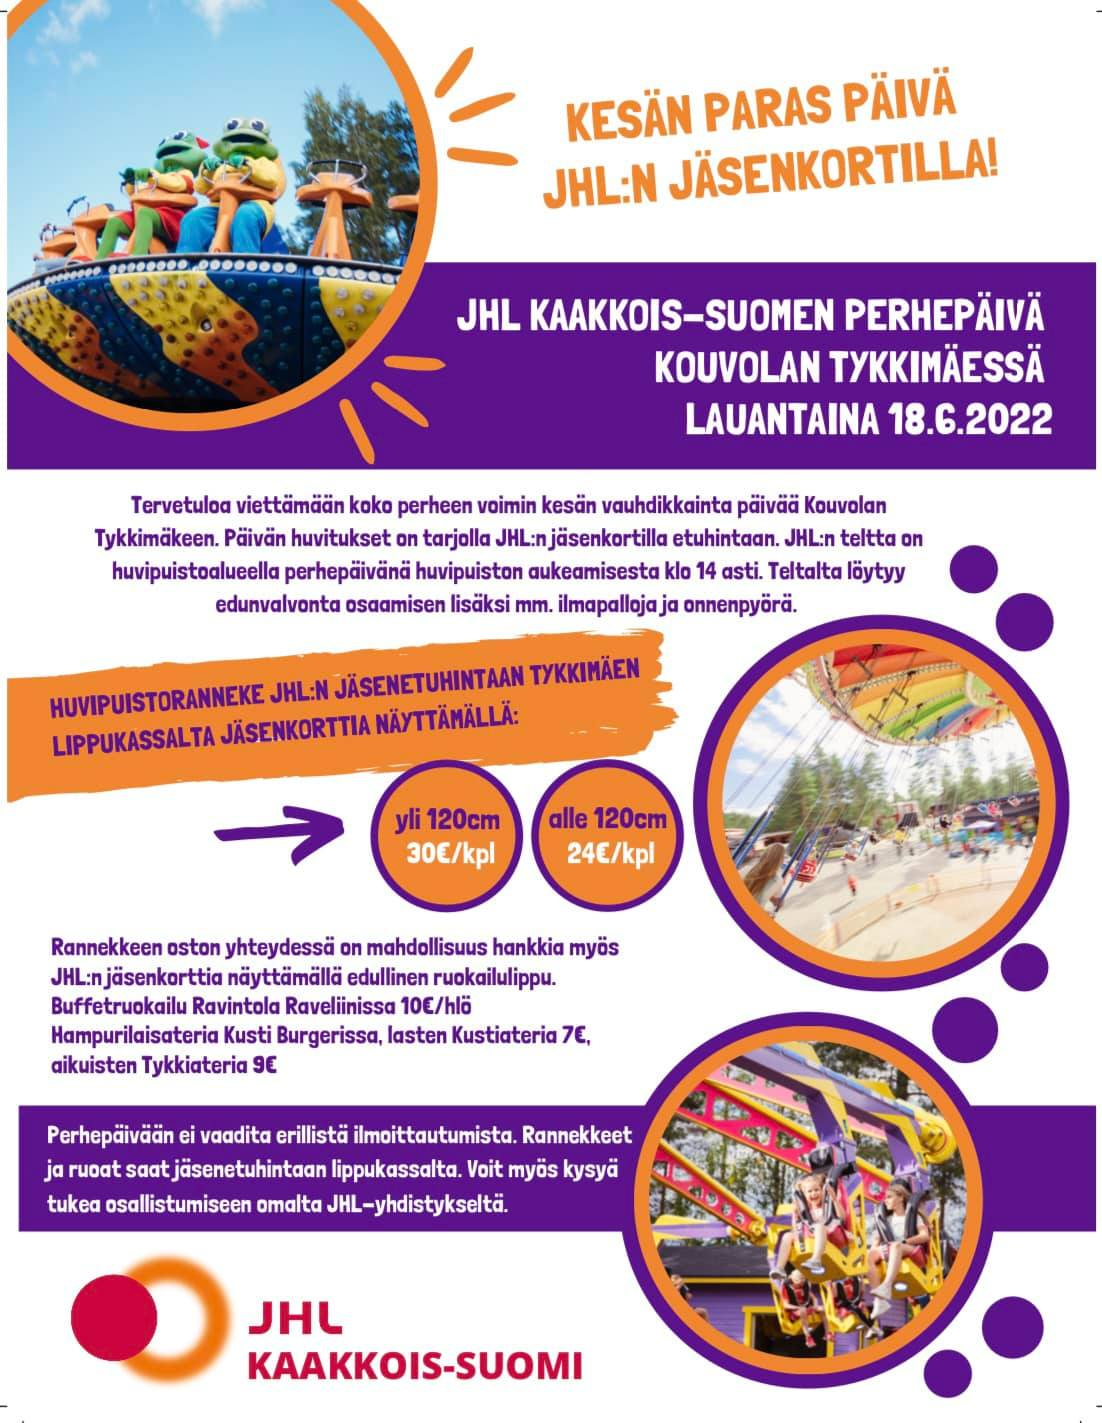 KESÄN PARAS PÄIVÄ
JHL:N JÄSENKORTILLA!
JHL KAAKKOIS-SUOMEN PERHEPÄIVÄ
KOUVOLAN TYKKIMÄESSÄ
LAUANTAINA 18.6.2022
Tervetuloa viettämään koko perheen voimin kesän vauhdikkainta päivää Kouvolan
Tykkimäkeen. Päivän huvitukset on tarjolla JHL:n jäsenkortilla etuhintaan. JHL:n teltta on
huvipuistoalueella perhepäivänä huvipuiston aukeamisesta klo 14 asti. Teltalta löytyy
edunvalvonta osaamisen lisäksi mm. ilmapalloja ja onnenpyörä.
HUVIPUISTORANNEKE JHL:N JÄSENETUHINTAAN TYKKIMÄEN
LIPPUKASSALTA JÄSENKORTTIA NÄYTTÄMÄLLÄ:
yli 120cm
30€/kpl
alle 120cm
24€/kpl
Rannekkeen oston yhteydessä on mahdollisuus hankkia myös
JHL:n jäsenkorttia näyttämällä edullinen ruokailulippu.
Buffetruokailu Ravintola Raveliinissa 10€/hlö
Hampurilaisateria Kusti Burgerissa, lasten Kustiateria 7€,
aikuisten Tykkiateria 9€
Perhepäivään ei vaadita erillistä ilmoittautumista. Rannekkeet
ja ruoat saat jäsenetuhintaan lippukassalta. Voit myös kysyä
tukea osallistumiseen omalta JHL-yhdistykseltä.
JHL
KAAKKOIS-SUOMI